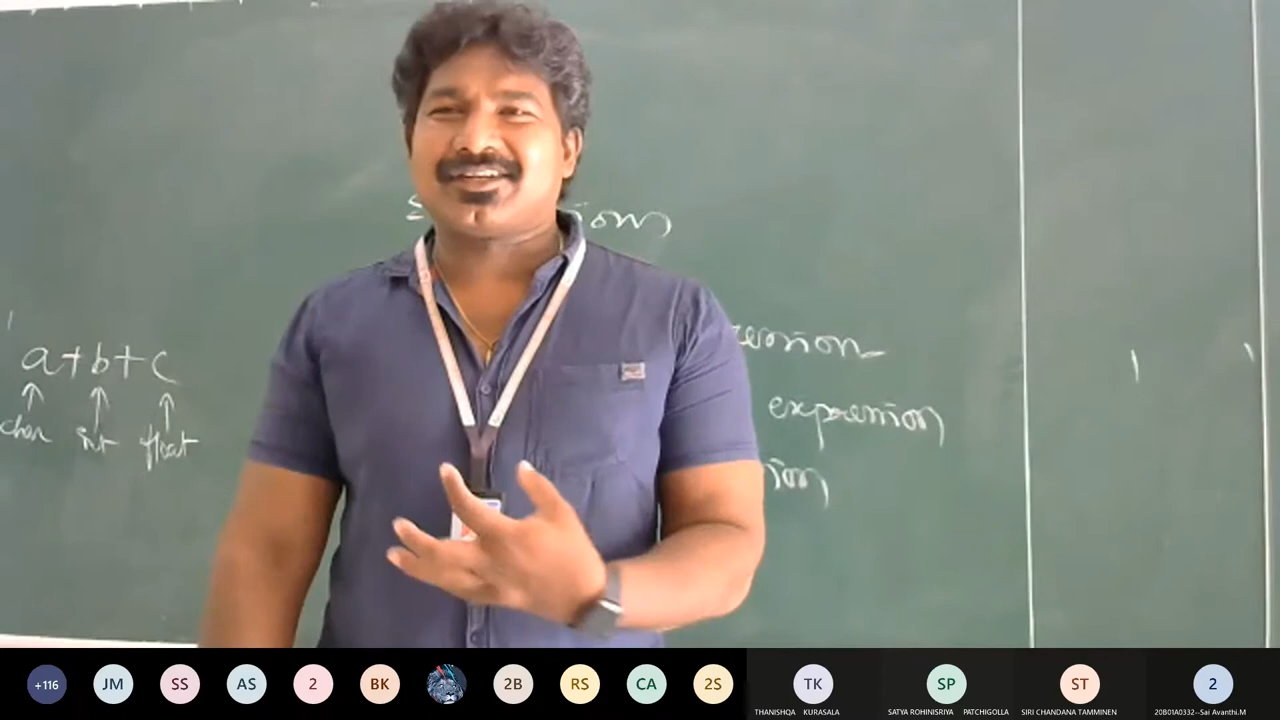 a+b+c
char int float
expression
+116 JM SS AS 2 BK 2B RS CA 2S TK SP ST 2
THANISHQA KURASALA SATYA ROHINISRIYA PATCHIGOLLA SIRI CHANDANA TAMMINEN 20B01A0332--Sai Avanthi.M